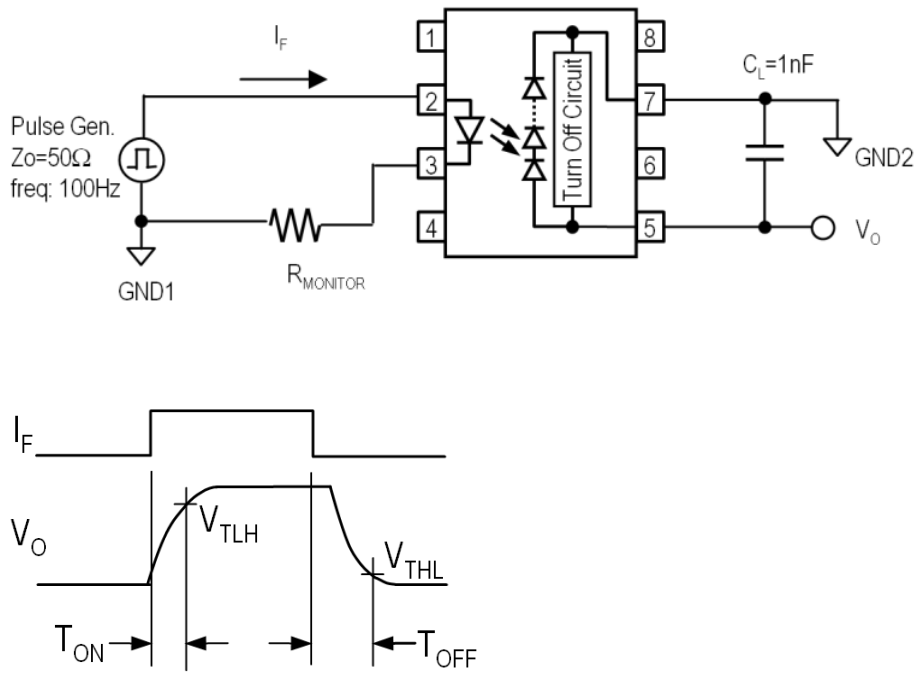 I_F
1
8
C_L=1nF
2
7
Pulse Gen.
Zo=50Ω
freq: 100Hz
Turn Off Circuit
3
6
GND2
4
5
V_O
R_MONITOR
GND1
I_F
V_TLH
V_O
V_THL
T_ON
T_OFF